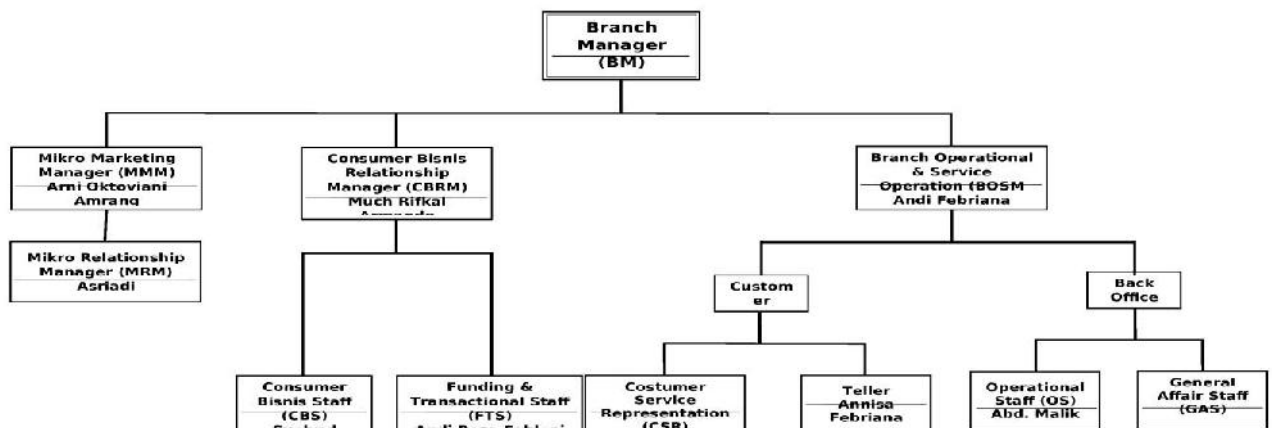 Branch
Manager
(BM)
Mikro Marketing
Manager (MMM)
Arni Oktoviani
Amrang
Consumer Bisnis
Relationship
Manager (CBRM)
Much Rifkal
Branch Operational
& Service
Operation (BOSM
Andi Febriana
Mikro Relationship
Manager (MRM)
Asriadi
Custom
er
Back
Office
Consumer
Bisnis Staff
(CBS)
Funding &
Transactional Staff
(FTS)
Andi
Costumer
Service
Representation
(CSR)
Teller
Annisa
Febriana
Operational
Staff (OS)
Abd. Malik
General
Affair Staff
(GAS)